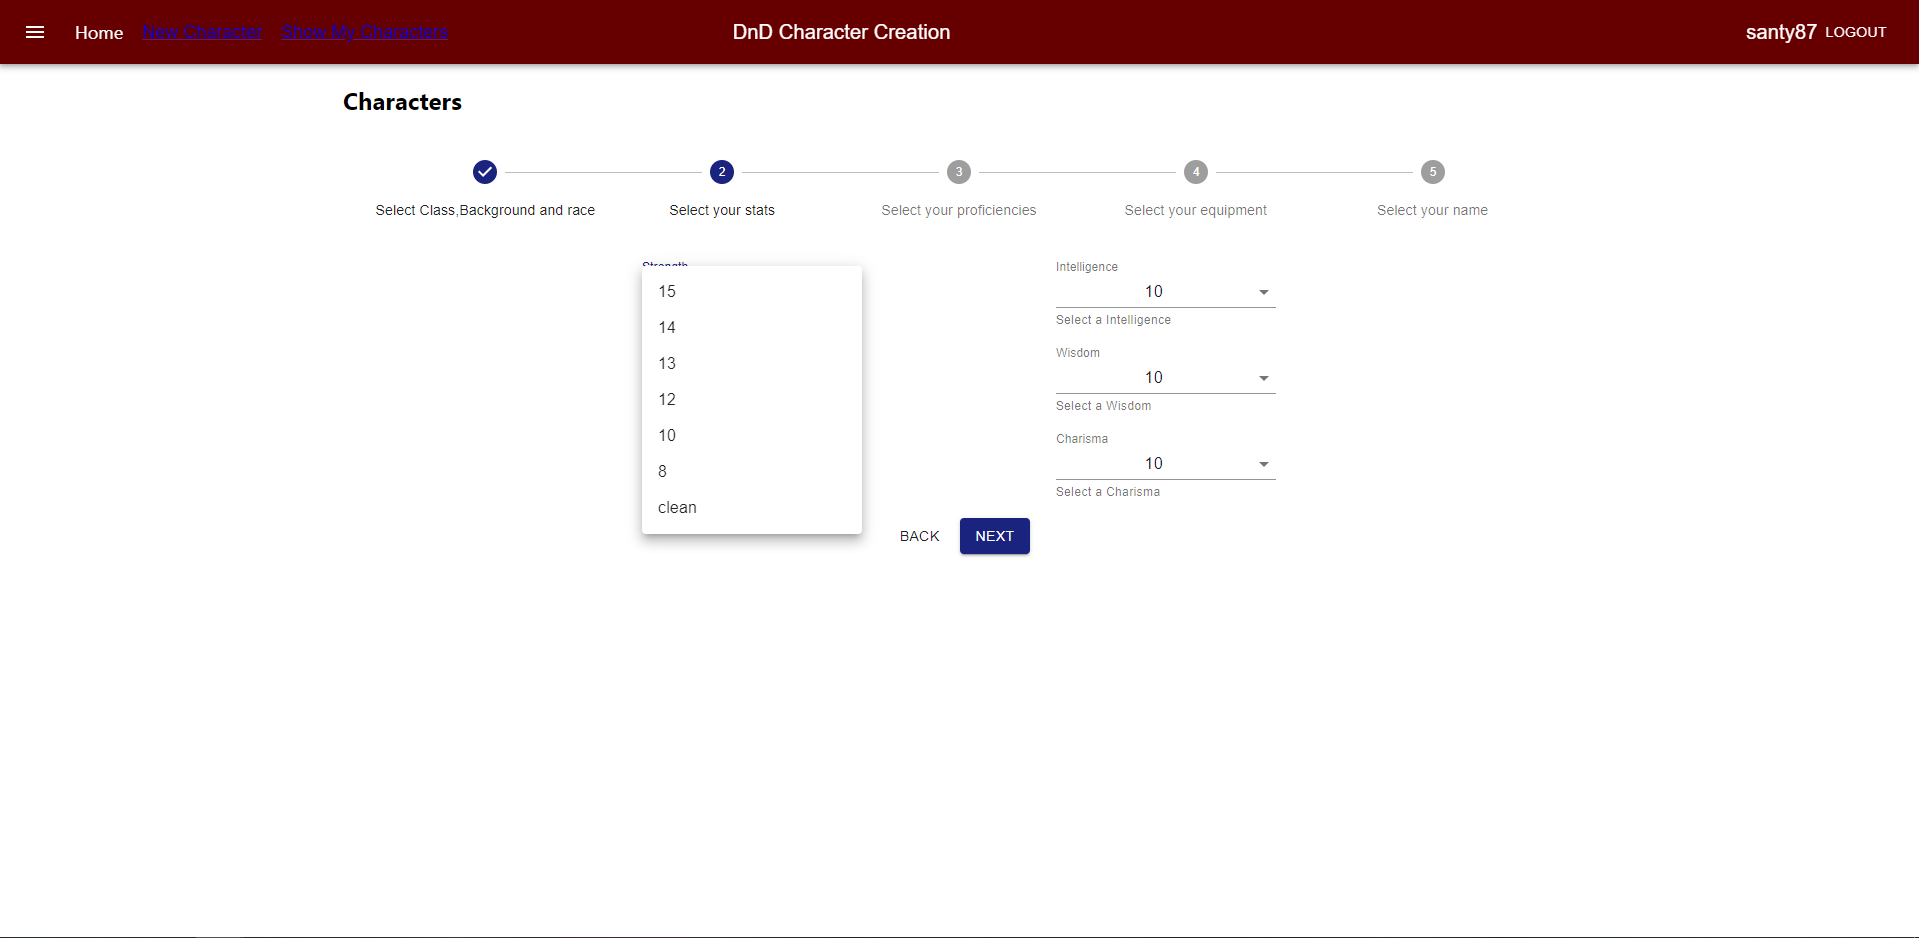 Home New Character Show My Characters DnD Character Creation santy87 LOGOUT
Characters
2 3 4 5
Select Class,Background and race Select your stats Select your proficiencies Select your equipment Select your name
Strength
15
14
13
12
10
8
clean
Intelligence
10
Select a Intelligence
Wisdom
10
Select a Wisdom
Charisma
10
Select a Charisma
BACK NEXT